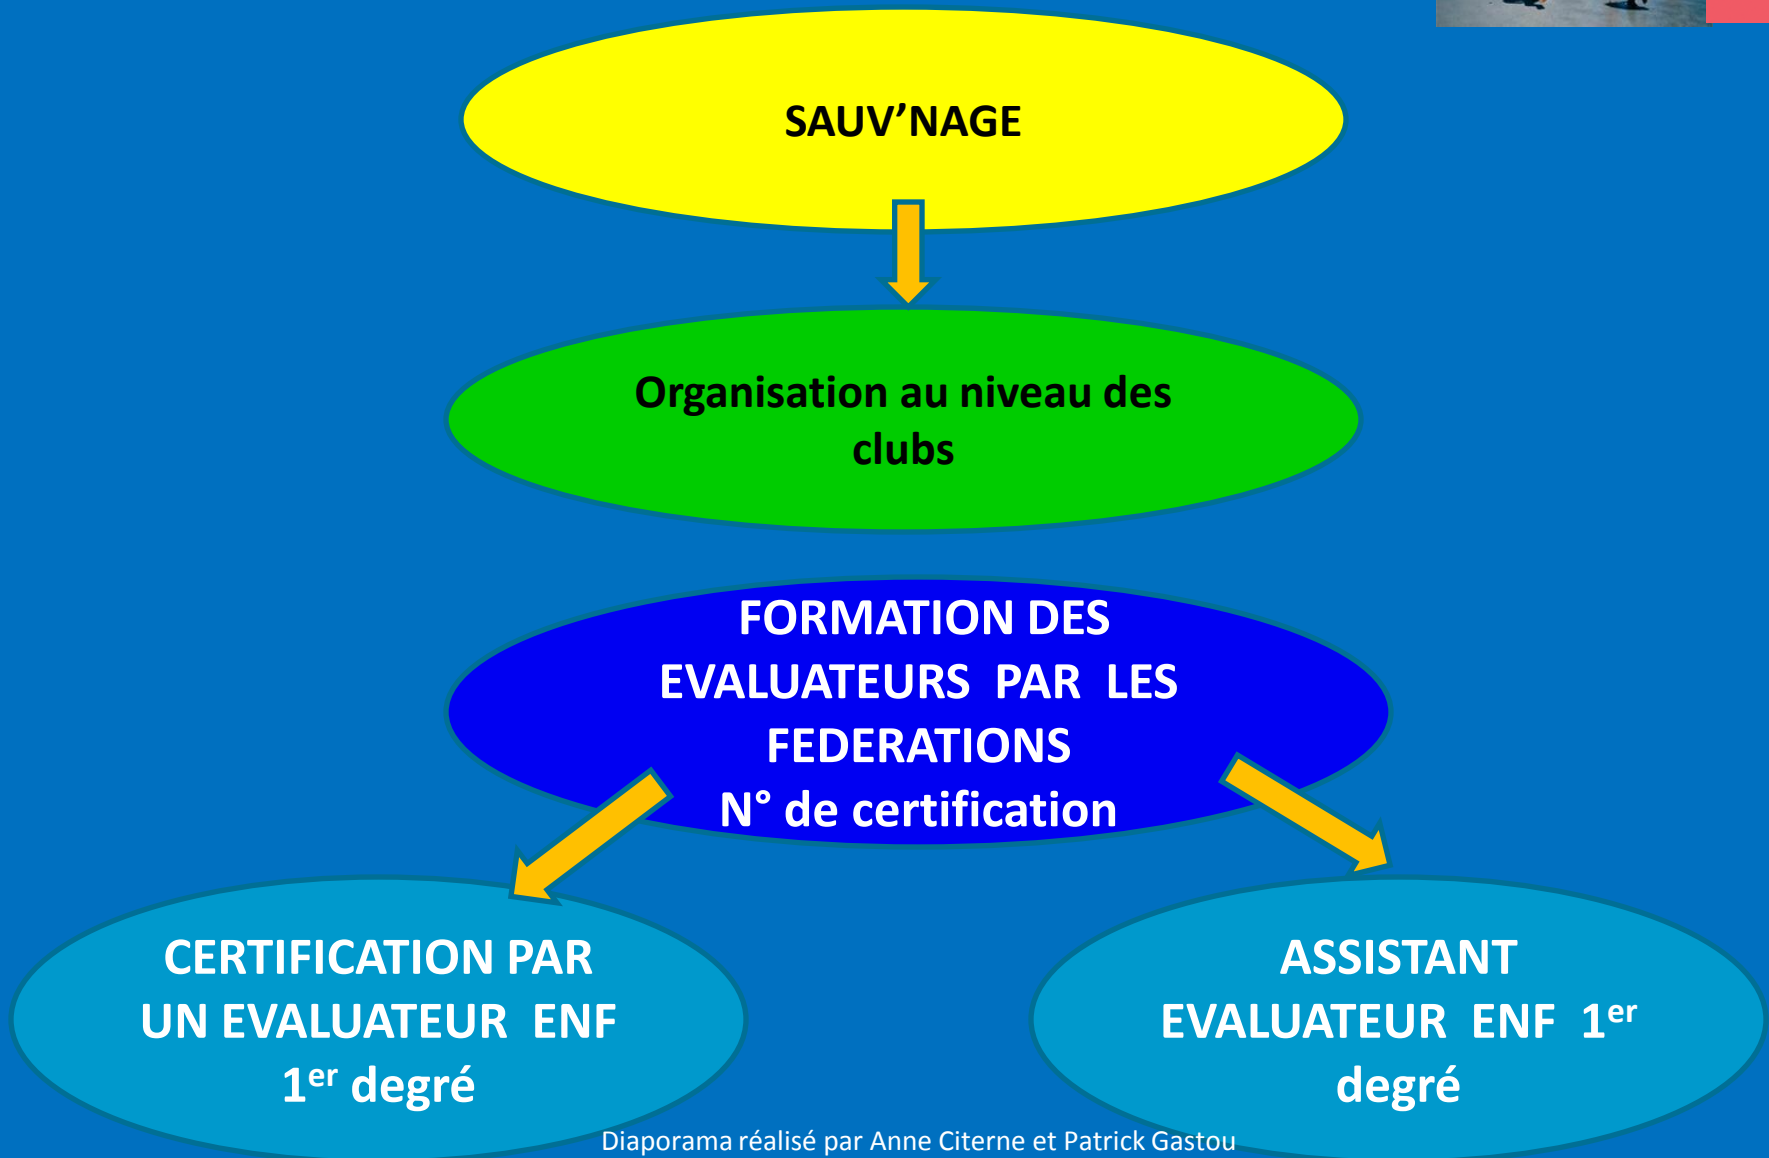 SAUV’NAGE
Organisation au niveau des
clubs
FORMATION DES
EVALUATEURS PAR LES
FEDERATIONS
N° de certification
CERTIFICATION PAR
UN EVALUATEUR ENF
1er degré
ASSISTANT
EVALUATEUR ENF 1er
degré
Diaporama réalisé par Anne Citerne et Patrick Gastou